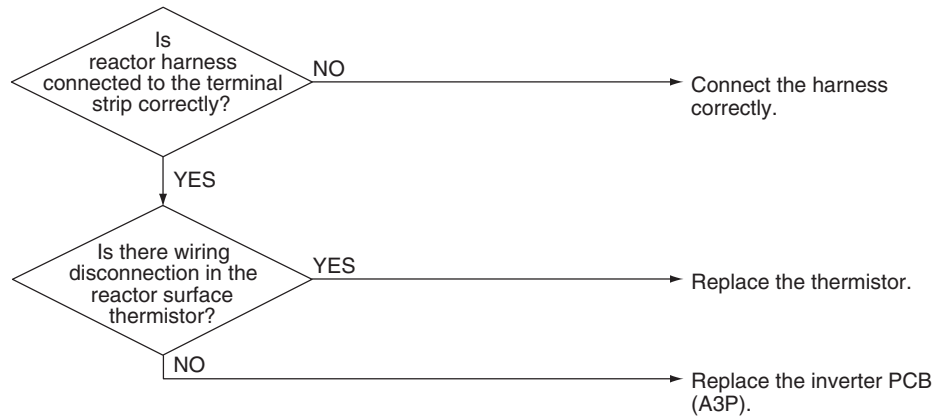 Is
reactor harness
connected to the terminal
strip correctly?
NO
Connect the harness
correctly.
YES
Is there wiring
disconnection in the
reactor surface
thermistor?
YES
Replace the thermistor.
NO
Replace the inverter PCB
(A3P).